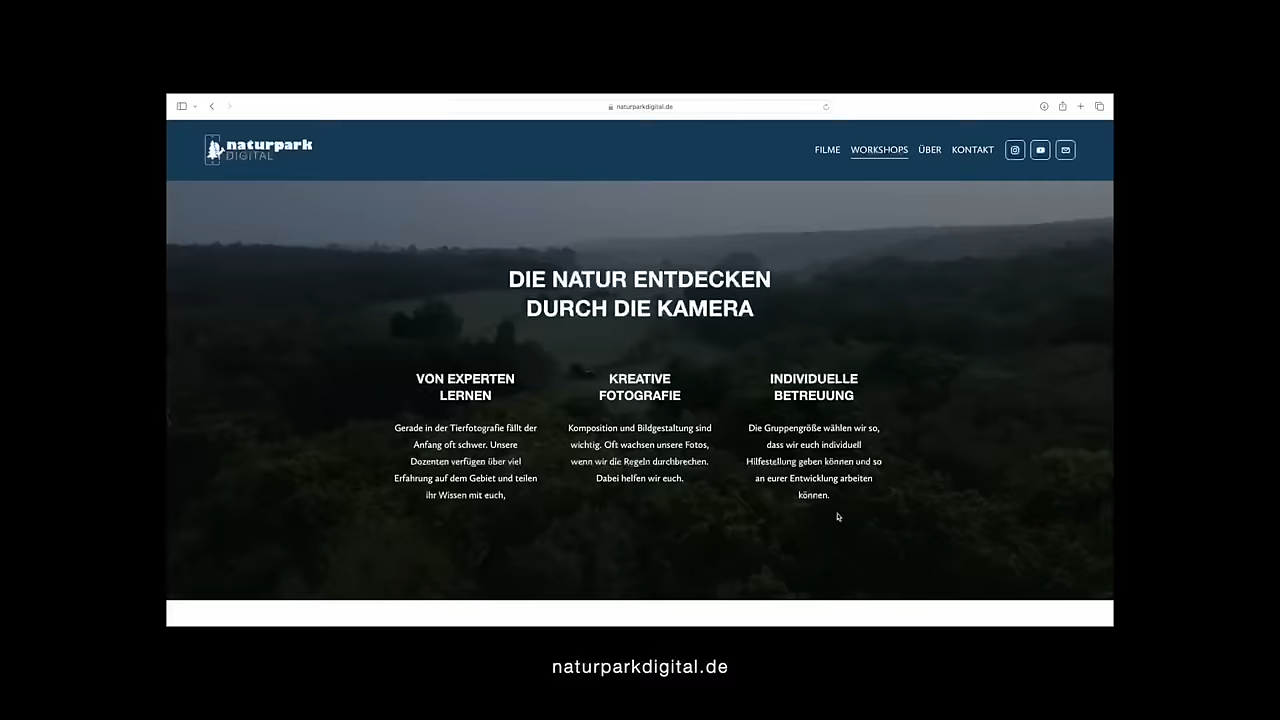 naturparkdigital.de
naturpark
DIGITAL
FILME WORKSHOPS ÜBER KONTAKT
DIE NATUR ENTDECKEN
DURCH DIE KAMERA
VON EXPERTEN
LERNEN
Gerade in der Tierfotografie fällt der
Anfang oft schwer. Unsere
Dozenten verfügen über viel
Erfahrung auf dem Gebiet und teilen
ihr Wissen mit euch,
KREATIVE
FOTOGRAFIE
Komposition und Bildgestaltung sind
wichtig. Oft wachsen unsere Fotos,
wenn wir die Regeln durchbrechen.
Dabei helfen wir euch.
INDIVIDUELLE
BETREUUNG
Die Gruppengröße wählen wir so,
dass wir euch individuell
Hilfestellung geben können und so
an eurer Entwicklung arbeiten
können.
naturparkdigital.de